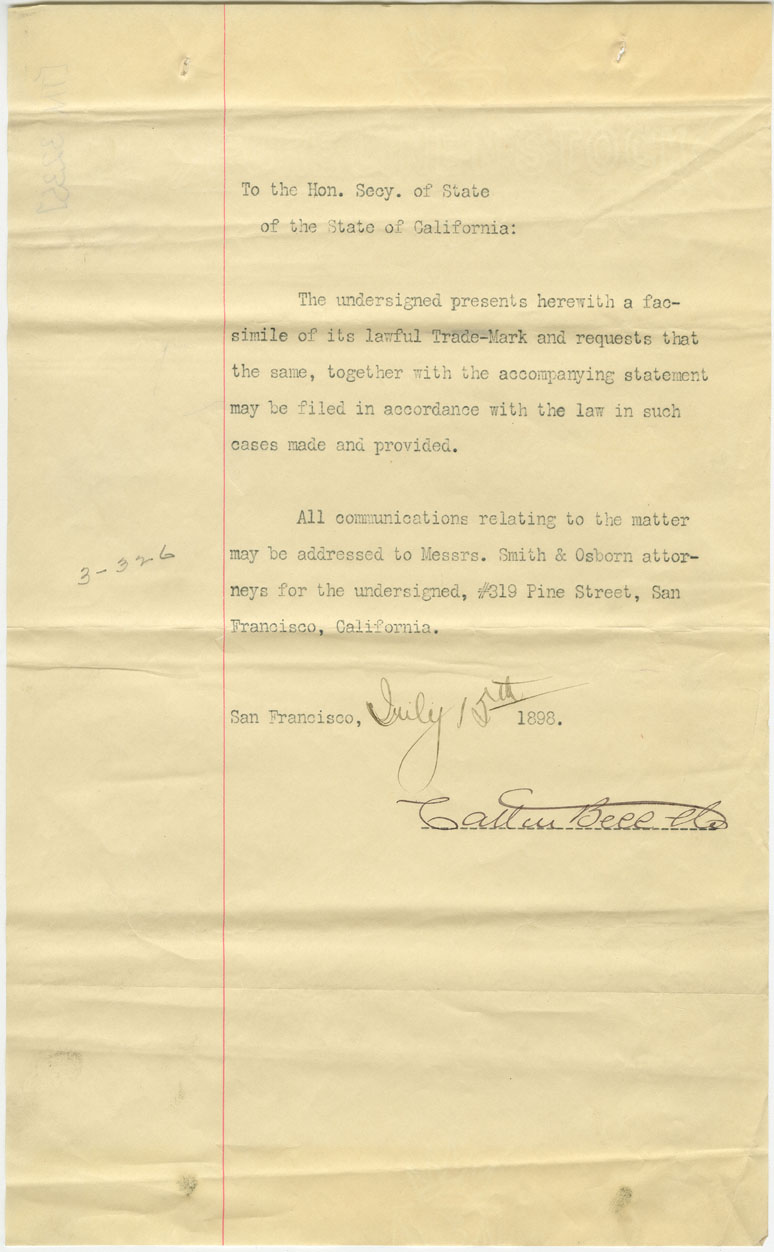 To the Hon. Secy. of State
of the State of California:
The undersigned presents herewith a fac-
simile of its lawful Trade-Mark and requests that
the same, together with the accompanying statement
may be filed in accordance with the law in such
cases made and provided.
All communications relating to the matter
3-326
may be addressed to Messrs. Smith & Osborn attor-
neys for the undersigned, #319 Pine Street, San
Francisco, California.
San Francisco, July 15th 1898.
Catton Bell & Co